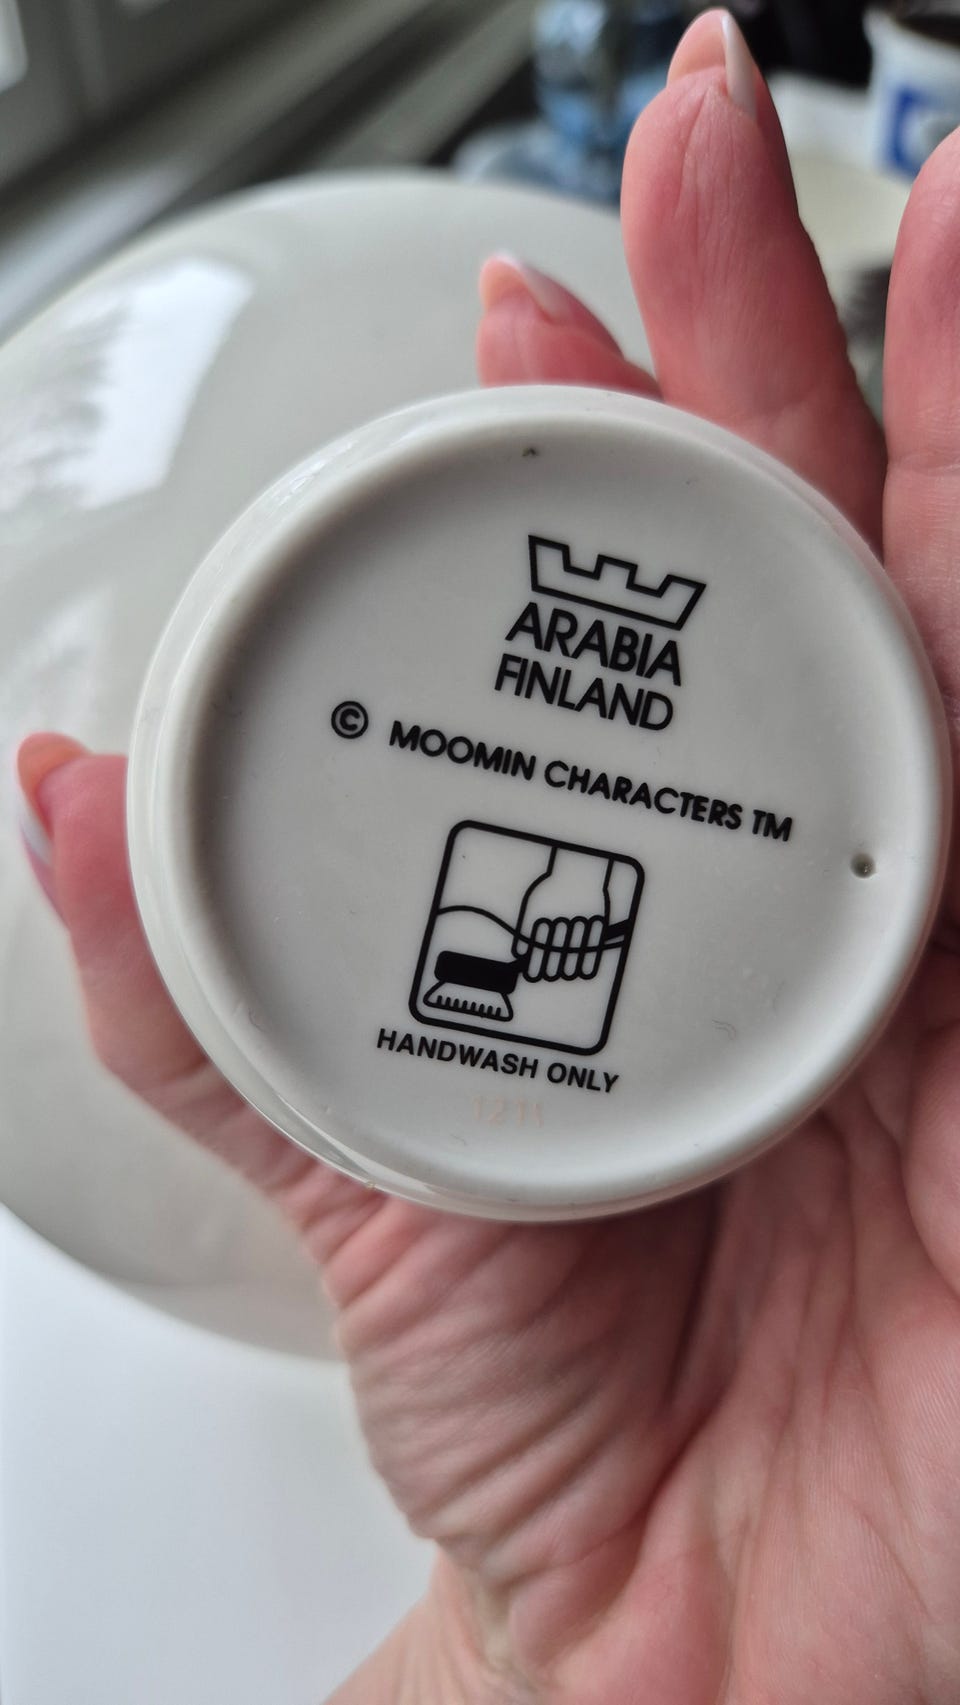 ARABIA
FINLAND
© MOOMIN CHARACTERS TM
HANDWASH ONLY